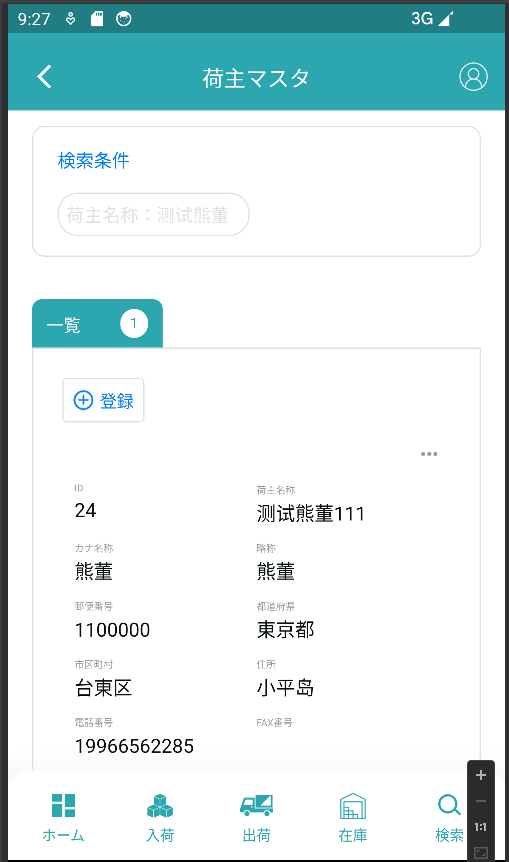 9:27 3G
荷主マスタ
検索条件
荷主名称：测试熊董
一覧 1
登録
ID 荷主名称
24 测试熊董111
カナ名称 略称
熊董 熊董
郵便番号 都道府県
1100000 東京都
市区町村 住所
台東区 小平岛
電話番号 FAX番号
19966562285
ホーム 入荷 出荷 在庫 検索
1:1